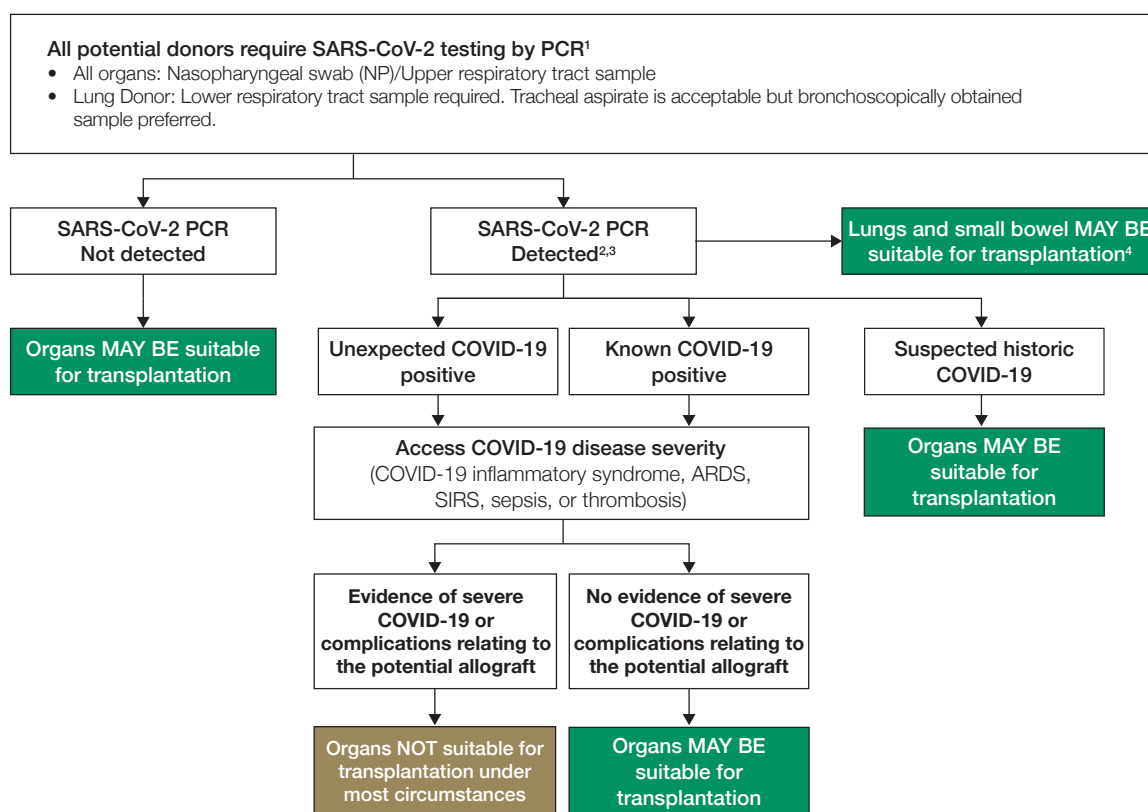 All potential donors require SARS-CoV-2 testing by PCR¹
• All organs: Nasopharyngeal swab (NP)/Upper respiratory tract sample
• Lung Donor: Lower respiratory tract sample required. Tracheal aspirate is acceptable but bronchoscopically obtained
sample preferred.
SARS-CoV-2 PCR
Not detected
SARS-CoV-2 PCR
Detected²,³
Lungs and small bowel MAY BE
suitable for transplantation⁴
Organs MAY BE suitable
for transplantation
Unexpected COVID-19
positive
Known COVID-19
positive
Suspected historic
COVID-19
Access COVID-19 disease severity
(COVID-19 inflammatory syndrome, ARDS,
SIRS, sepsis, or thrombosis)
Organs MAY BE
suitable for
transplantation
Evidence of severe
COVID-19 or
complications relating to
the potential allograft
No evidence of severe
COVID-19 or
complications relating to
the potential allograft
Organs NOT suitable for
transplantation under
most circumstances
Organs MAY BE
suitable for
transplantation